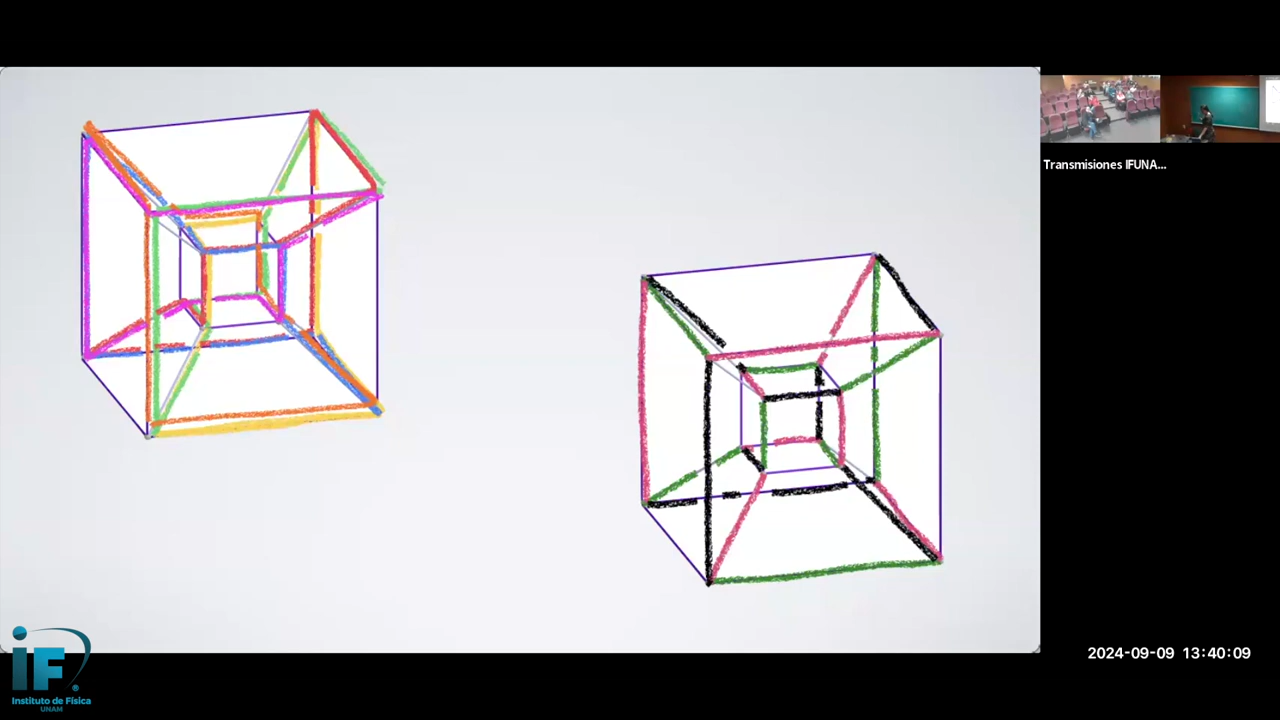 Transmisiones IFUNA...
2024-09-09 13:40:09
iF
Instituto de Física
UNAM